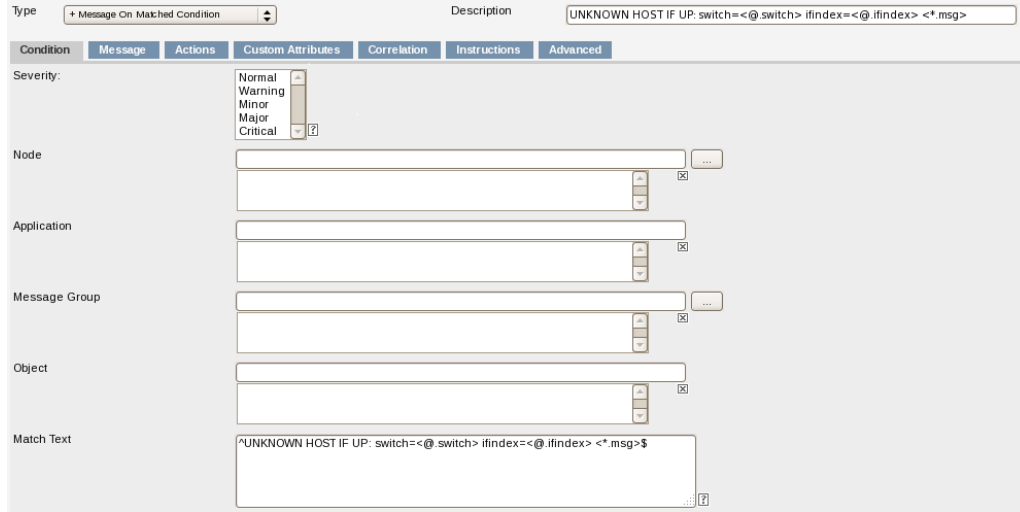 Type + Message On Matched Condition Description UNKNOWN HOST IF UP: switch=<@.switch> ifindex=<@.ifindex> <*.msg>
Condition Message Actions Custom Attributes Correlation Instructions Advanced
Severity:
Normal
Warning
Minor
Major
Critical ?
Node ...
Application
Message Group ...
Object
Match Text ^UNKNOWN HOST IF UP: switch=<@.switch> ifindex=<@.ifindex> <*.msg>$
?